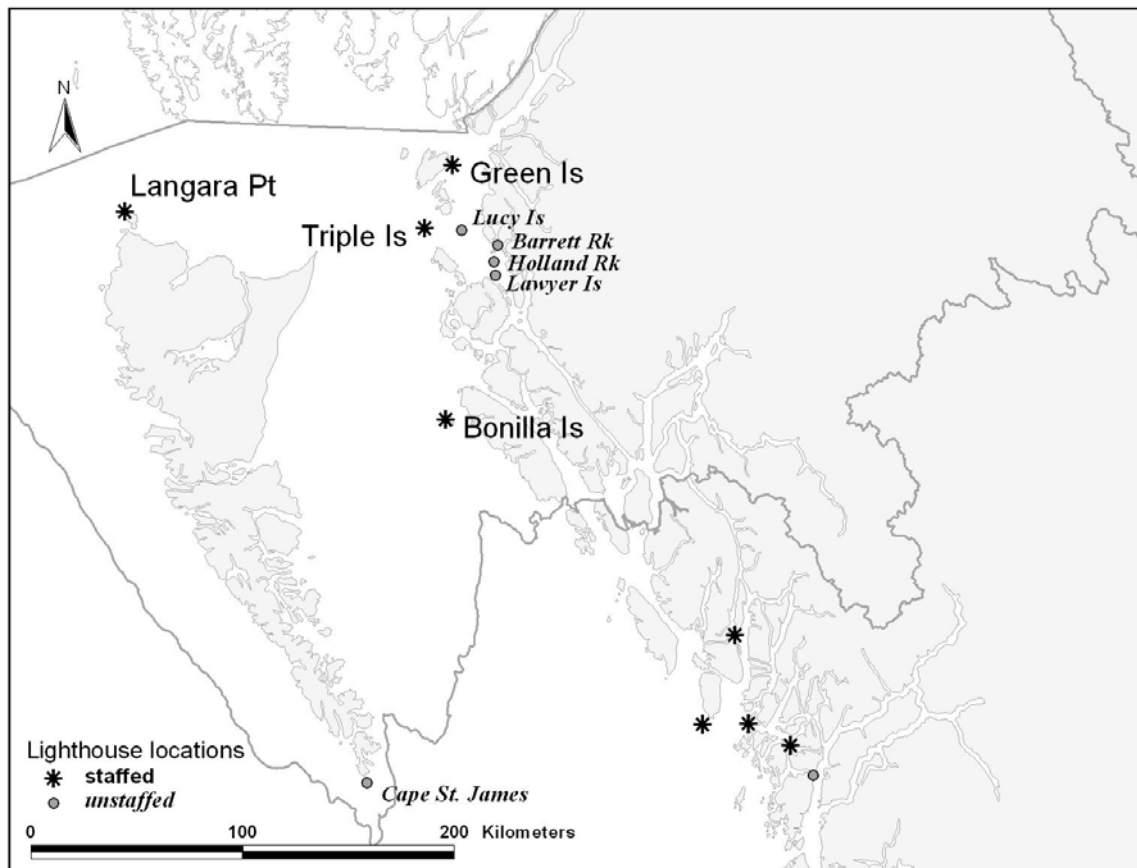 N
Green Is
Langara Pt
Lucy Is
Triple Is
Barrett Rk
Holland Rk
Lawyer Is
Bonilla Is
Lighthouse locations
staffed
unstaffed
Cape St. James
0 100 200 Kilometers